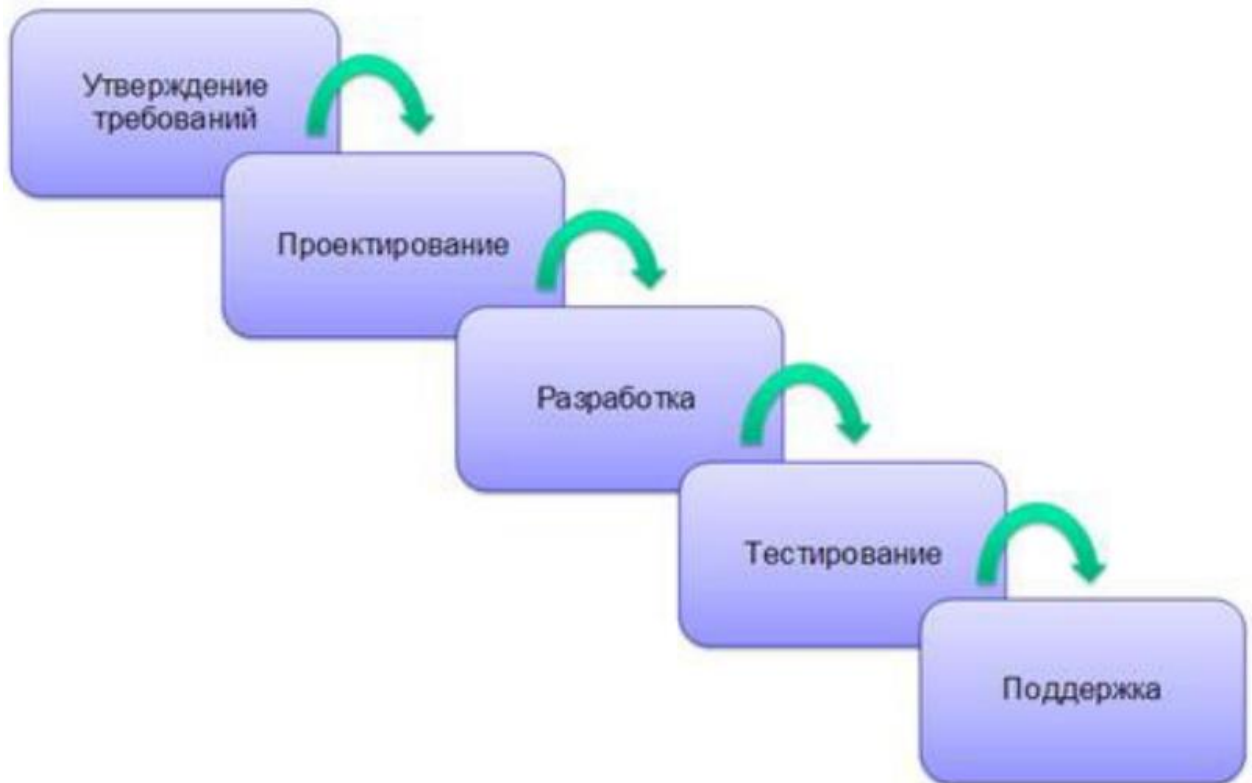 Утверждение
требований
Проектирование
Разработка
Тестирование
Поддержка